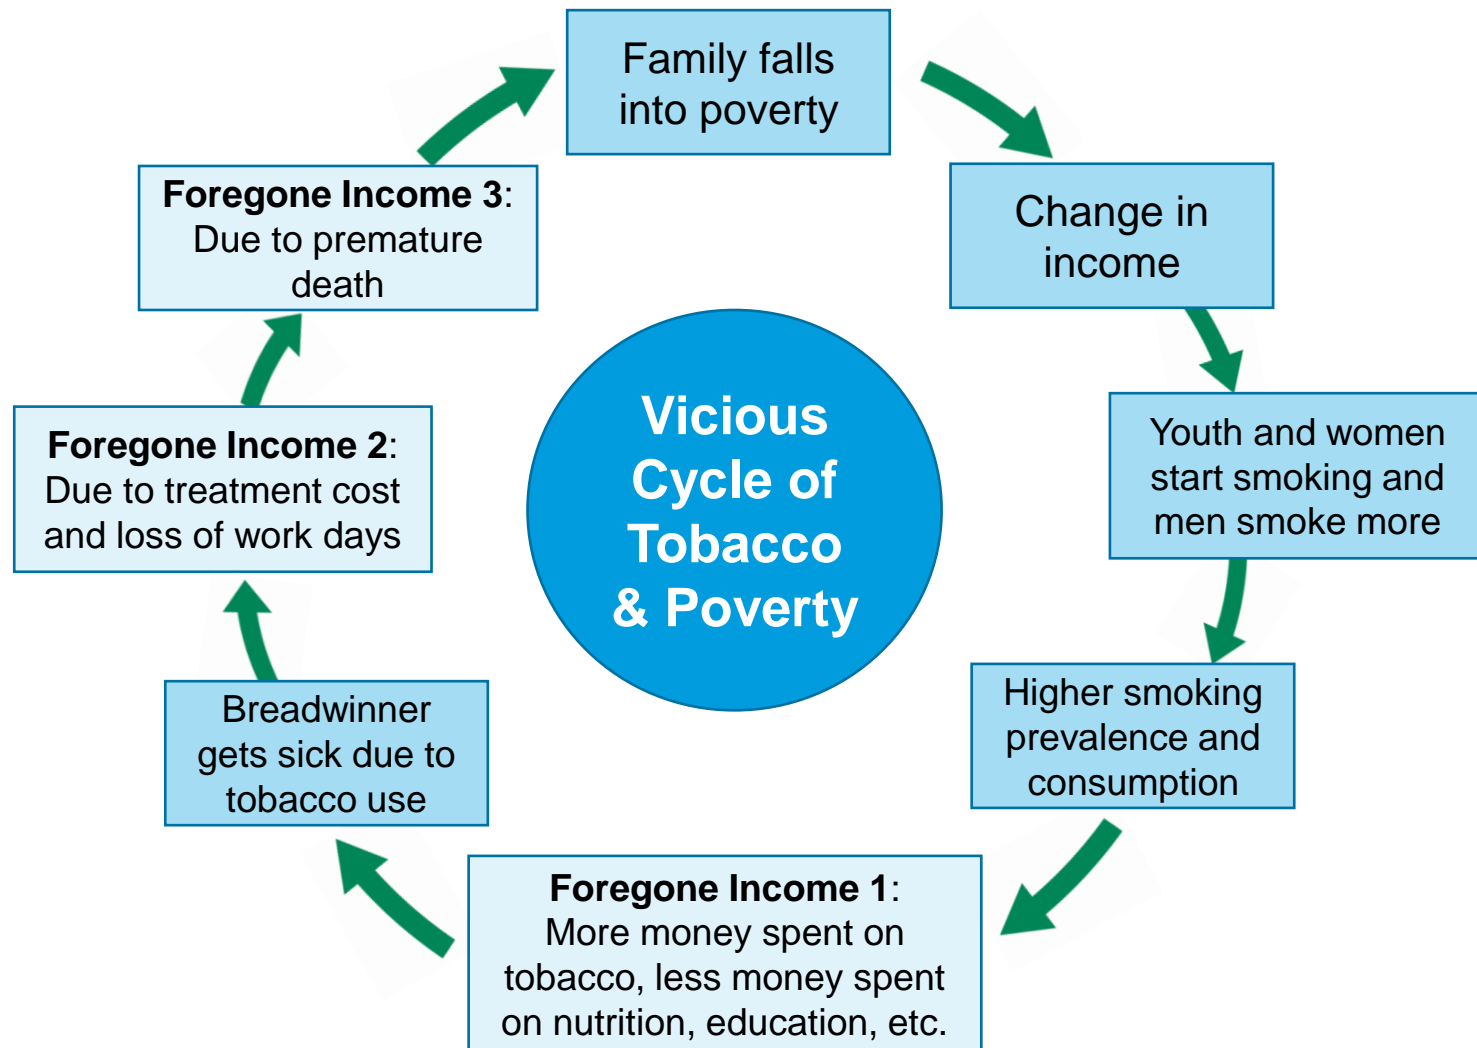 Family falls
into poverty
Change in
income
Youth and women
start smoking and
men smoke more
Higher smoking
prevalence and
consumption
Foregone Income 1:
More money spent on
tobacco, less money spent
on nutrition, education, etc.
Breadwinner
gets sick due to
tobacco use
Foregone Income 2:
Due to treatment cost
and loss of work days
Foregone Income 3:
Due to premature
death
Vicious
Cycle of
Tobacco
& Poverty